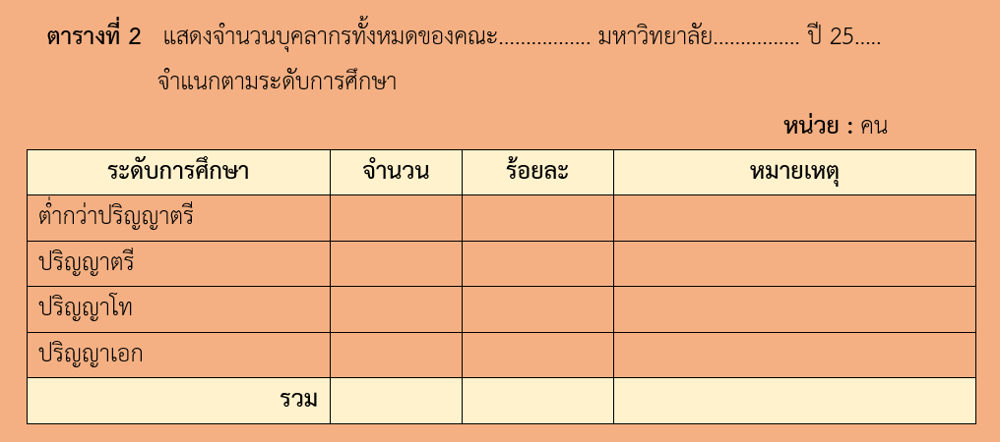 ตารางที่ 2 แสดงจำนวนบุคลากรทั้งหมดของคณะ................. มหาวิทยาลัย................ ปี 25.....
จำแนกตามระดับการศึกษา
หน่วย : คน
ระดับการศึกษา จำนวน ร้อยละ หมายเหตุ
ต่ำกว่าปริญญาตรี
ปริญญาตรี
ปริญญาโท
ปริญญาเอก
รวม